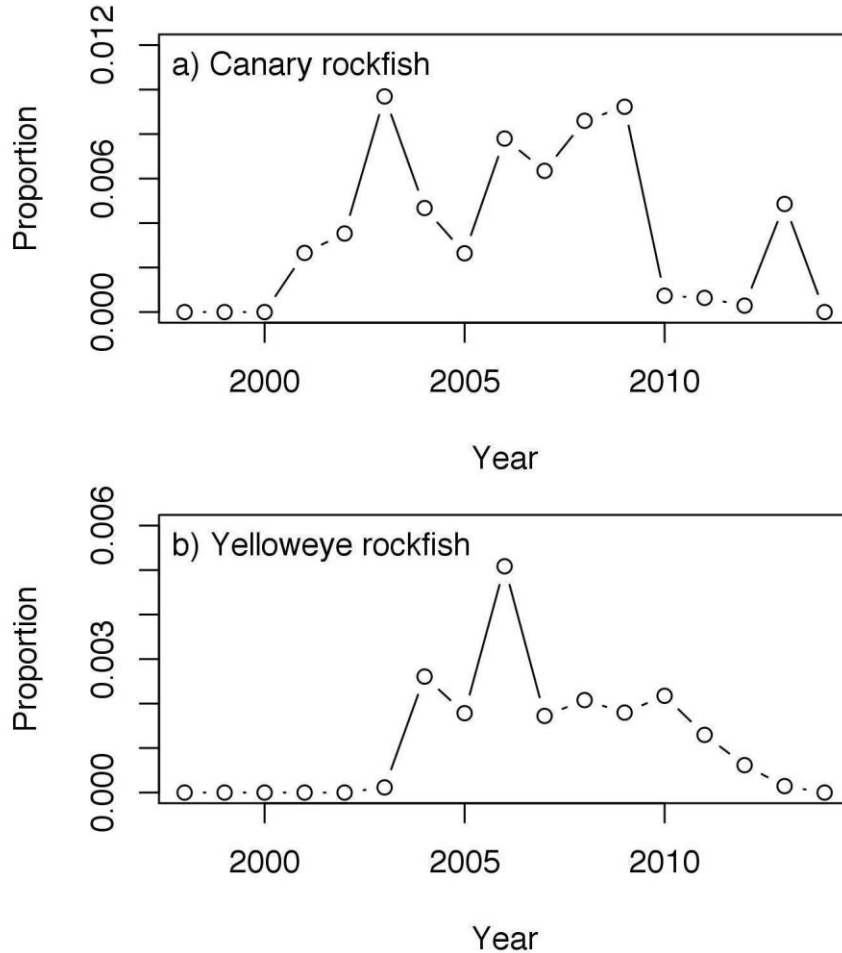 a) Canary rockfish
Proportion
0.012
0.006
0.000
2000 2005 2010
Year
b) Yelloweye rockfish
Proportion
0.006
0.003
0.000
2000 2005 2010
Year